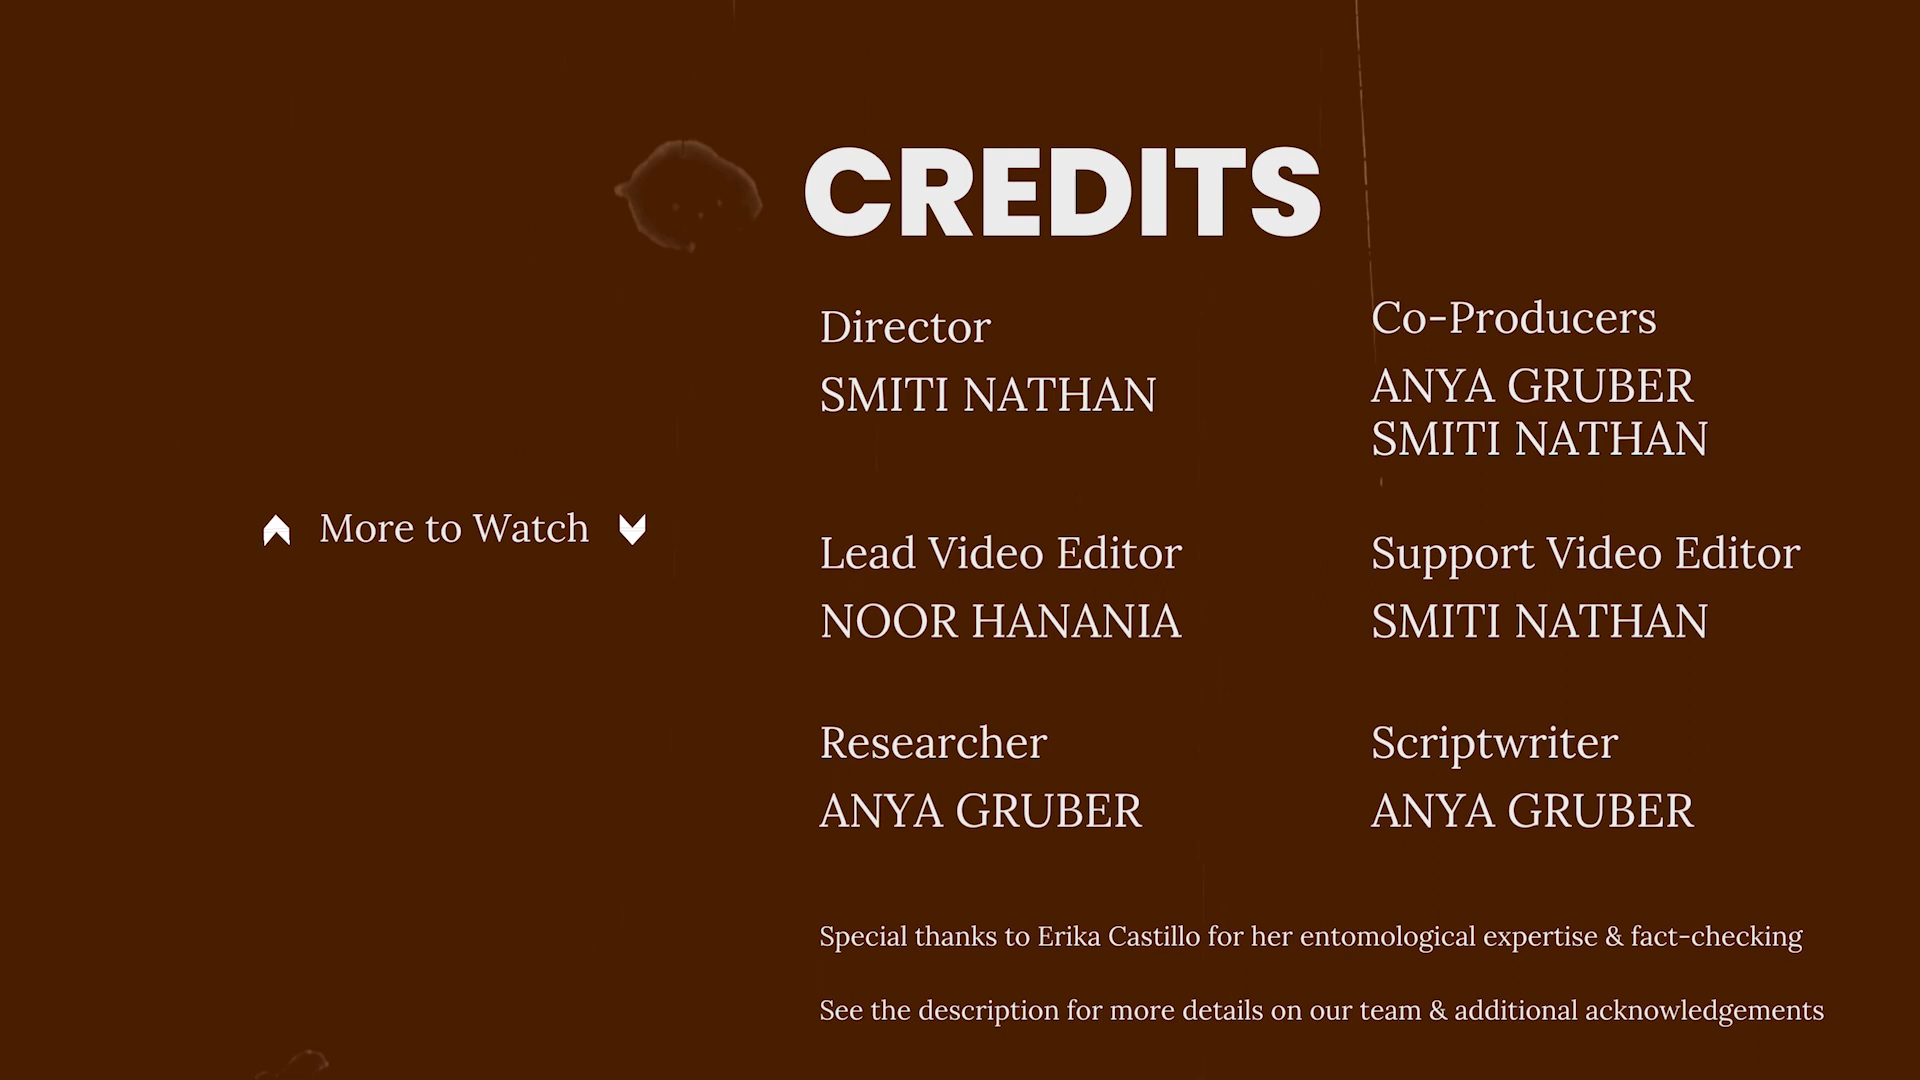 CREDITS
Director
SMITI NATHAN
Co-Producers
ANYA GRUBER
SMITI NATHAN
More to Watch
Lead Video Editor
NOOR HANANIA
Support Video Editor
SMITI NATHAN
Researcher
ANYA GRUBER
Scriptwriter
ANYA GRUBER
Special thanks to Erika Castillo for her entomological expertise & fact-checking
See the description for more details on our team & additional acknowledgements